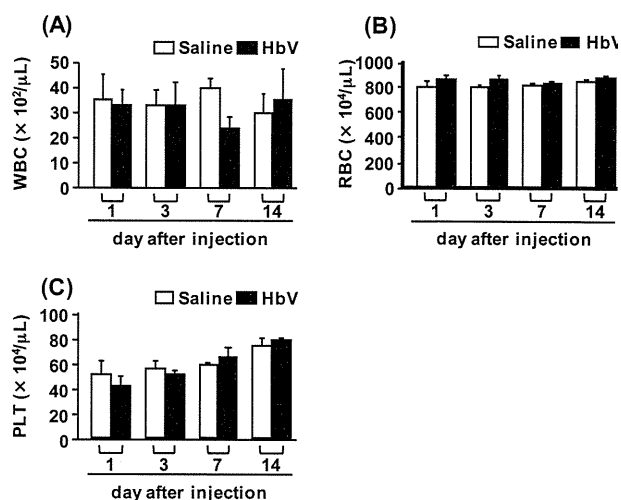 (A)
Saline HbV
WBC (× 10²/µL)
50
40
30
20
10
0
1 3 7 14
day after injection
(B)
Saline HbV
RBC (× 10⁴/µL)
1000
800
600
400
200
0
1 3 7 14
day after injection
(C)
Saline HbV
PLT (× 10⁴/µL)
100
80
60
40
20
0
1 3 7 14
day after injection